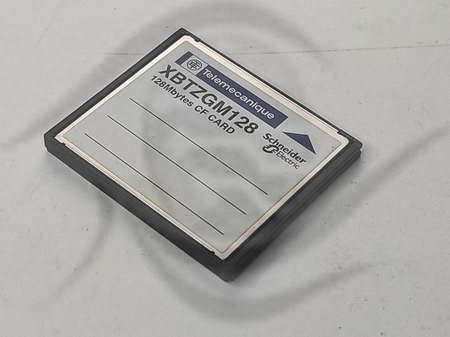 Telemecanique
XBTZGM128
128Mbytes CF CARD
Schneider
Electric